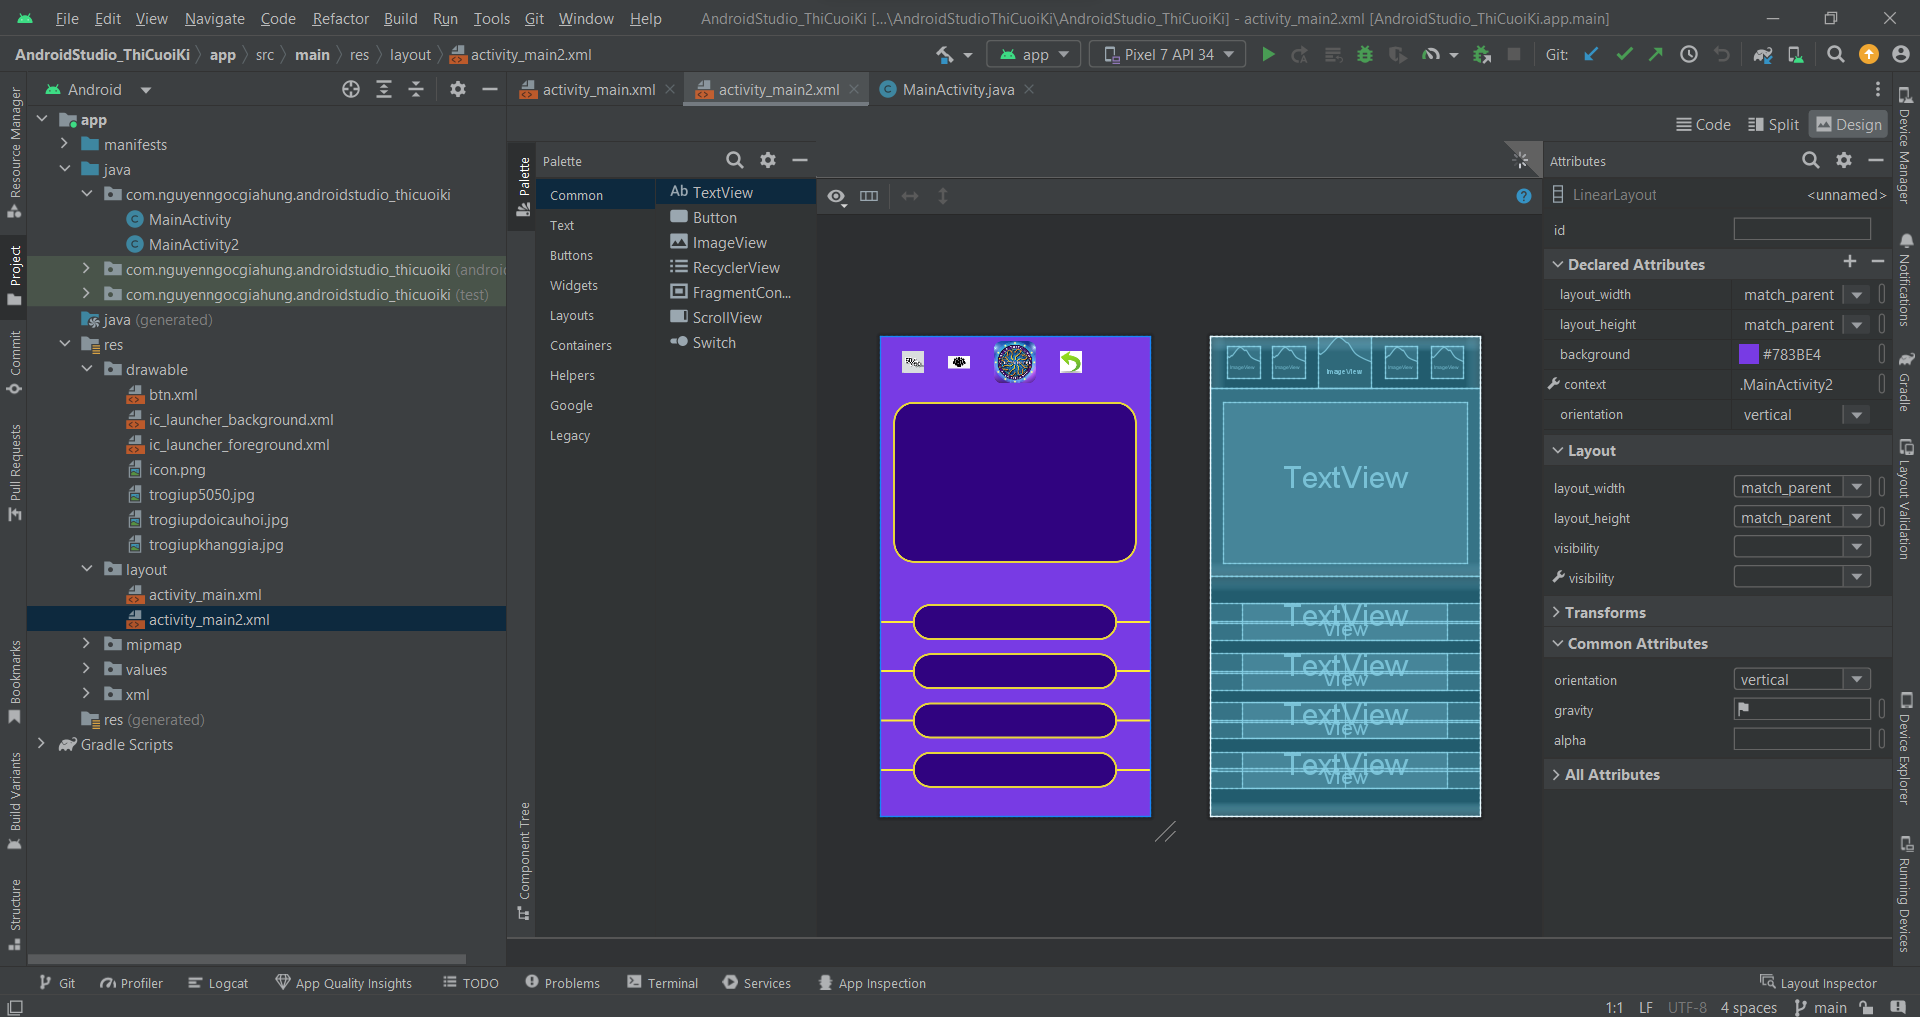 File Edit View Navigate Code Refactor Build Run Tools Git Window Help AndroidStudio_ThiCuoiKi [...\AndroidStudioThiCuoiKi\AndroidStudio_ThiCuoiKi] - activity_main2.xml [AndroidStudio_ThiCuoiKi.app.main]
AndroidStudio_ThiCuoiKi app src main res layout activity_main2.xml app Pixel 7 API 34 Git:
Android activity_main.xml activity_main2.xml MainActivity.java
Code Split Design
Resource Manager
Project
Commit
Pull Requests
Bookmarks
Build Variants
Structure
app
manifests
java
com.nguyenngocgiahung.androidstudio_thicuoiki
MainActivity
MainActivity2
com.nguyenngocgiahung.androidstudio_thicuoiki (androi
com.nguyenngocgiahung.androidstudio_thicuoiki (test)
java (generated)
res
drawable
btn.xml
ic_launcher_background.xml
ic_launcher_foreground.xml
icon.png
trogiup5050.jpg
trogiupdoicauhoi.jpg
trogiupkhanggia.jpg
layout
activity_main.xml
activity_main2.xml
mipmap
values
xml
res (generated)
Gradle Scripts
Palette
Component Tree
Palette
Common
Text
Buttons
Widgets
Layouts
Containers
Helpers
Google
Legacy
Ab TextView
Button
ImageView
RecyclerView
FragmentCon...
ScrollView
Switch
ImageView
TextView
TextView
View
TextView
View
TextView
View
TextView
View
Attributes
LinearLayout <unnamed>
id
Declared Attributes
layout_width match_parent
layout_height match_parent
background #783BE4
context .MainActivity2
orientation vertical
Layout
layout_width match_parent
layout_height match_parent
visibility
visibility
Transforms
Common Attributes
orientation vertical
gravity
alpha
All Attributes
Device Manager
Notifications
Gradle
Layout Validation
Device Explorer
Running Devices
Git Profiler Logcat App Quality Insights TODO Problems Terminal Services App Inspection Layout Inspector
1:1 LF UTF-8 4 spaces main